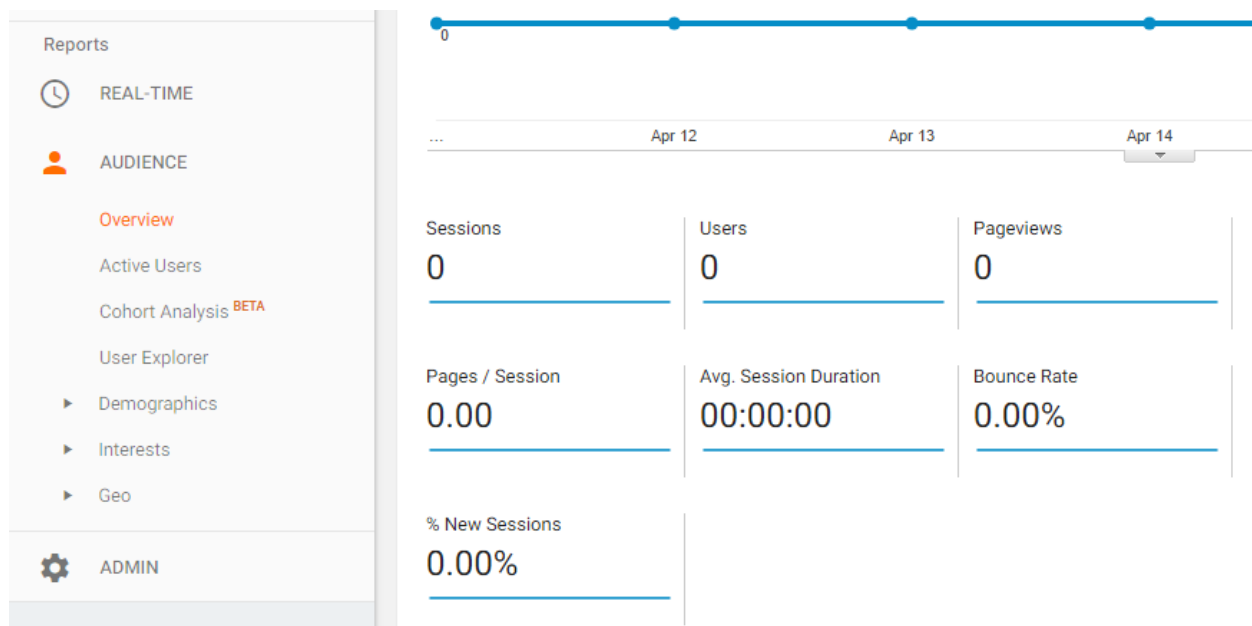 Reports
REAL-TIME
AUDIENCE
Overview
Active Users
Cohort Analysis BETA
User Explorer
Demographics
Interests
Geo
ADMIN
0
...
Apr 12
Apr 13
Apr 14
Sessions
0
Users
0
Pageviews
0
Pages / Session
0.00
Avg. Session Duration
00:00:00
Bounce Rate
0.00%
% New Sessions
0.00%